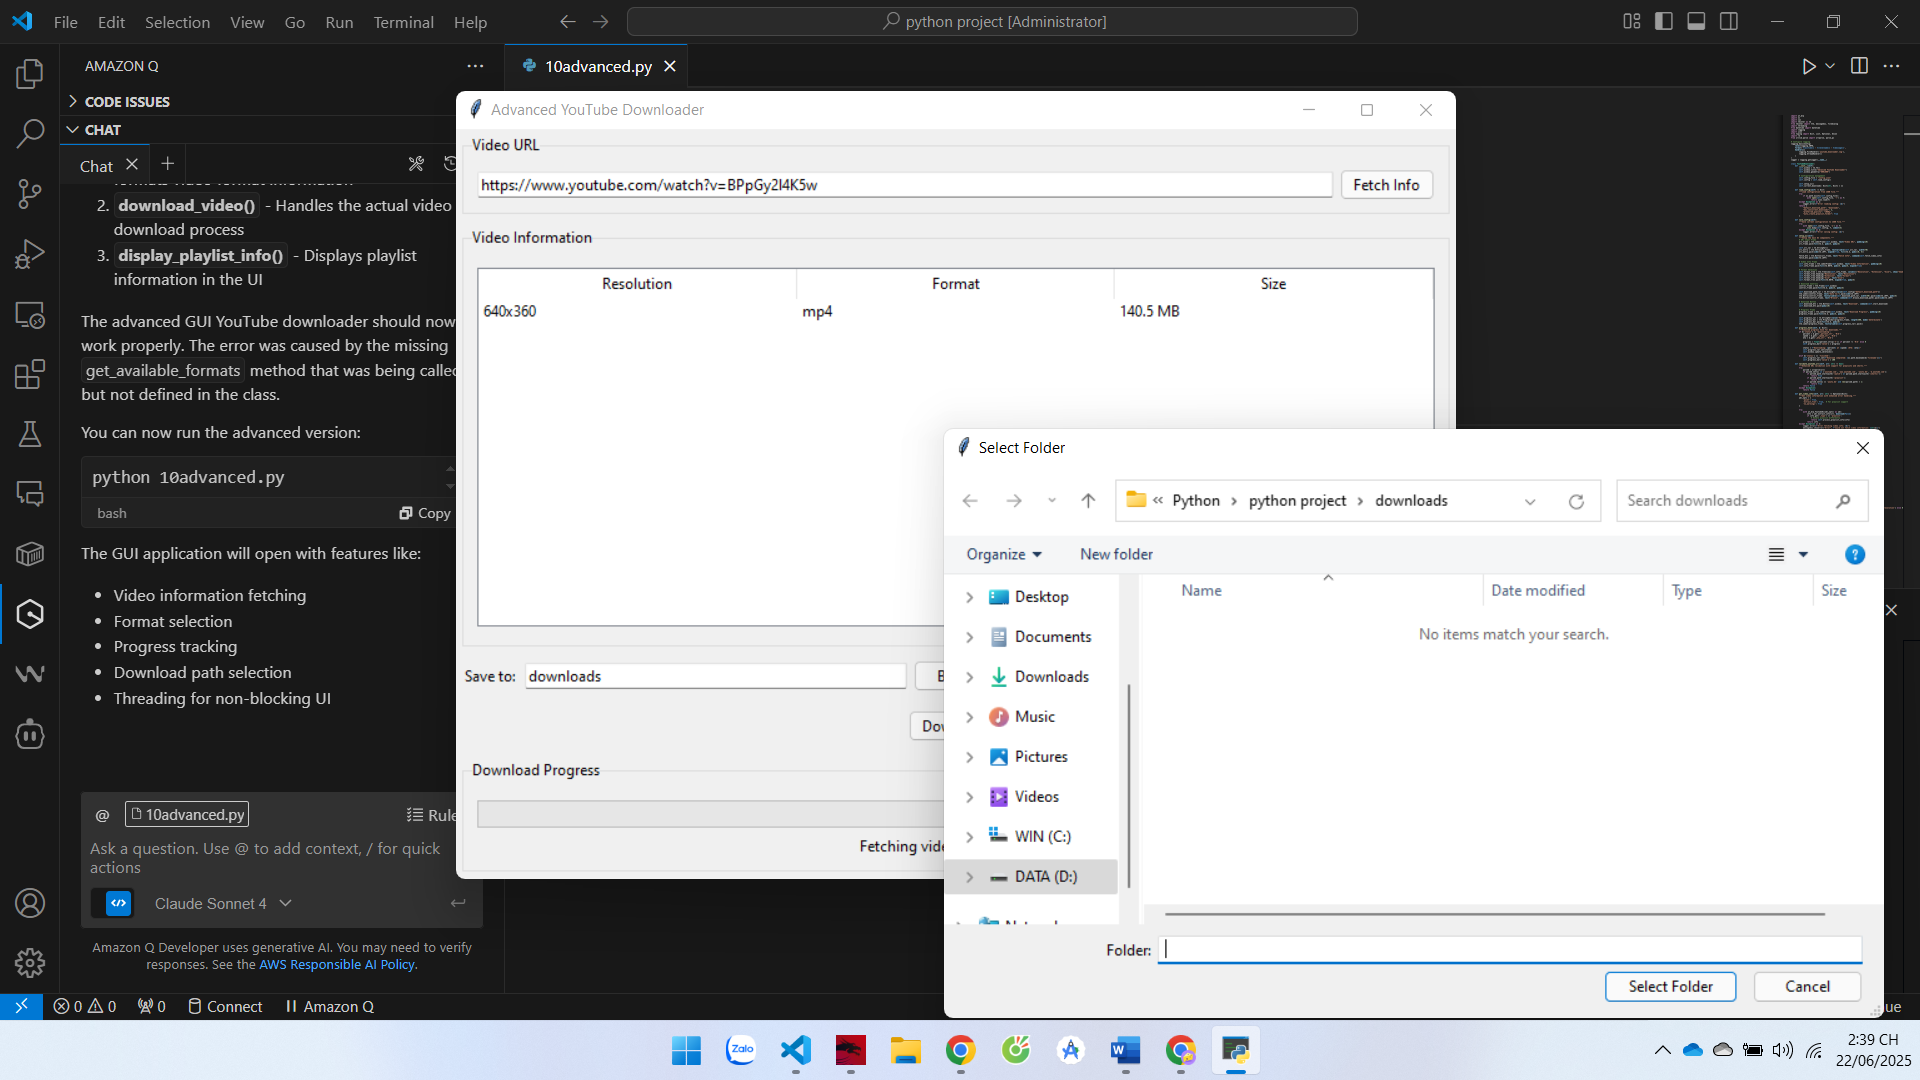 File Edit Selection View Go Run Terminal Help
python project [Administrator]
AMAZON Q
CODE ISSUES
CHAT
Chat
2. download_video() - Handles the actual video
download process
3. display_playlist_info() - Displays playlist
information in the UI
The advanced GUI YouTube downloader should now
work properly. The error was caused by the missing
get_available_formats method that was being called
but not defined in the class.
You can now run the advanced version:
python 10advanced.py
bash Copy
The GUI application will open with features like:
• Video information fetching
• Format selection
• Progress tracking
• Download path selection
• Threading for non-blocking UI
@ 10advanced.py
Ask a question. Use @ to add context, / for quick
actions
Claude Sonnet 4
Amazon Q Developer uses generative AI. You may need to verify
responses. See the AWS Responsible AI Policy.
10advanced.py
Advanced YouTube Downloader
Video URL
https://www.youtube.com/watch?v=BPpGy2I4K5w Fetch Info
Video Information
Resolution Format Size
640x360 mp4 140.5 MB
Save to: downloads
Download Progress
Fetching
Select Folder
« Python › python project › downloads
Search downloads
Organize New folder
Name Date modified Type Size
No items match your search.
Desktop
Documents
Downloads
Music
Pictures
Videos
WIN (C:)
DATA (D:)
Folder:
Select Folder Cancel
0 0 0 Connect Amazon Q
Zalo
2:39 CH
22/06/2025